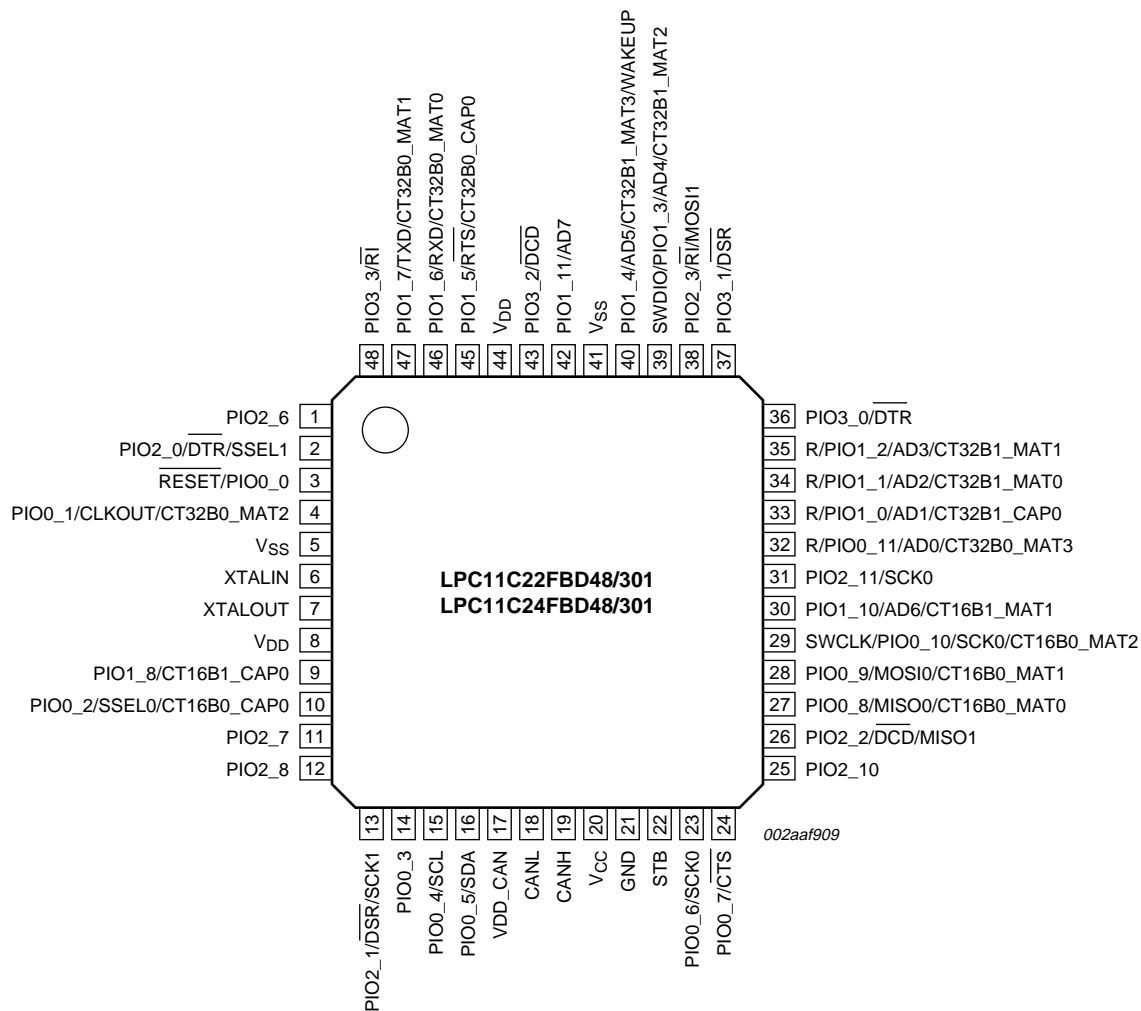 PIO3_3/RI
PIO1_7/TXD/CT32B0_MAT1
PIO1_6/RXD/CT32B0_MAT0
PIO1_5/RTS/CT32B0_CAP0
VDD
PIO3_2/DCD
PIO1_11/AD7
VSS
PIO1_4/AD5/CT32B1_MAT3/WAKEUP
SWDIO/PIO1_3/AD4/CT32B1_MAT2
PIO2_3/RI/MOSI1
PIO3_1/DSR
48 47 46 45 44 43 42 41 40 39 38 37
PIO2_6 1
PIO2_0/DTR/SSEL1 2
RESET/PIO0_0 3
PIO0_1/CLKOUT/CT32B0_MAT2 4
VSS 5
XTALIN 6
XTALOUT 7
VDD 8
PIO1_8/CT16B1_CAP0 9
PIO0_2/SSEL0/CT16B0_CAP0 10
PIO2_7 11
PIO2_8 12
LPC11C22FBD48/301
LPC11C24FBD48/301
36 PIO3_0/DTR
35 R/PIO1_2/AD3/CT32B1_MAT1
34 R/PIO1_1/AD2/CT32B1_MAT0
33 R/PIO1_0/AD1/CT32B1_CAP0
32 R/PIO0_11/AD0/CT32B0_MAT3
31 PIO2_11/SCK0
30 PIO1_10/AD6/CT16B1_MAT1
29 SWCLK/PIO0_10/SCK0/CT16B0_MAT2
28 PIO0_9/MOSI0/CT16B0_MAT1
27 PIO0_8/MISO0/CT16B0_MAT0
26 PIO2_2/DCD/MISO1
25 PIO2_10
13 14 15 16 17 18 19 20 21 22 23 24
PIO2_1/DSR/SCK1
PIO0_3
PIO0_4/SCL
PIO0_5/SDA
VDD_CAN
CANL
CANH
VCC
GND
STB
PIO0_6/SCK0
PIO0_7/CTS
002aaf909